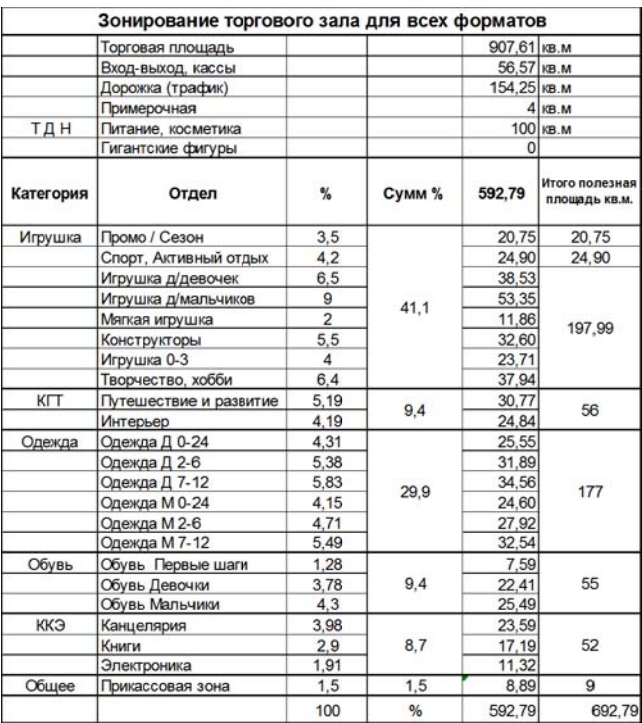 Зонирование торгового зала для всех форматов
Торговая площадь 907,61 кв.м
Вход-выход, кассы 56,57 кв.м
Дорожка (трафик) 154,25 кв.м
Примерочная 4 кв.м
Т Д Н Питание, косметика 100 кв.м
Гигантские фигуры 0
Категория Отдел % Сумм % 592,79 Итого полезная площадь кв.м.
Игрушка Промо / Сезон 3,5 20,75 20,75
Спорт, Активный отдых 4,2 24,90 24,90
Игрушка д/девочек 6,5 38,53
Игрушка д/мальчиков 9 53,35
41,1
Мягкая игрушка 2 11,86
197,99
Конструкторы 5,5 32,60
Игрушка 0-3 4 23,71
Творчество, хобби 6,4 37,94
КГТ Путешествие и развитие 5,19 9,4 30,77 56
Интерьер 4,19 24,84
Одежда Одежда Д 0-24 4,31 25,55
Одежда Д 2-6 5,38 31,89
Одежда Д 7-12 5,83 29,9 34,56 177
Одежда М 0-24 4,15 24,60
Одежда М 2-6 4,71 27,92
Одежда М 7-12 5,49 32,54
Обувь Обувь Первые шаги 1,28 7,59
Обувь Девочки 3,78 9,4 22,41 55
Обувь Мальчики 4,3 25,49
ККЭ Канцелярия 3,98 23,59
Книги 2,9 8,7 17,19 52
Электроника 1,91 11,32
Общее Прикассовая зона 1,5 1,5 8,89 9
100 % 592,79 692,79